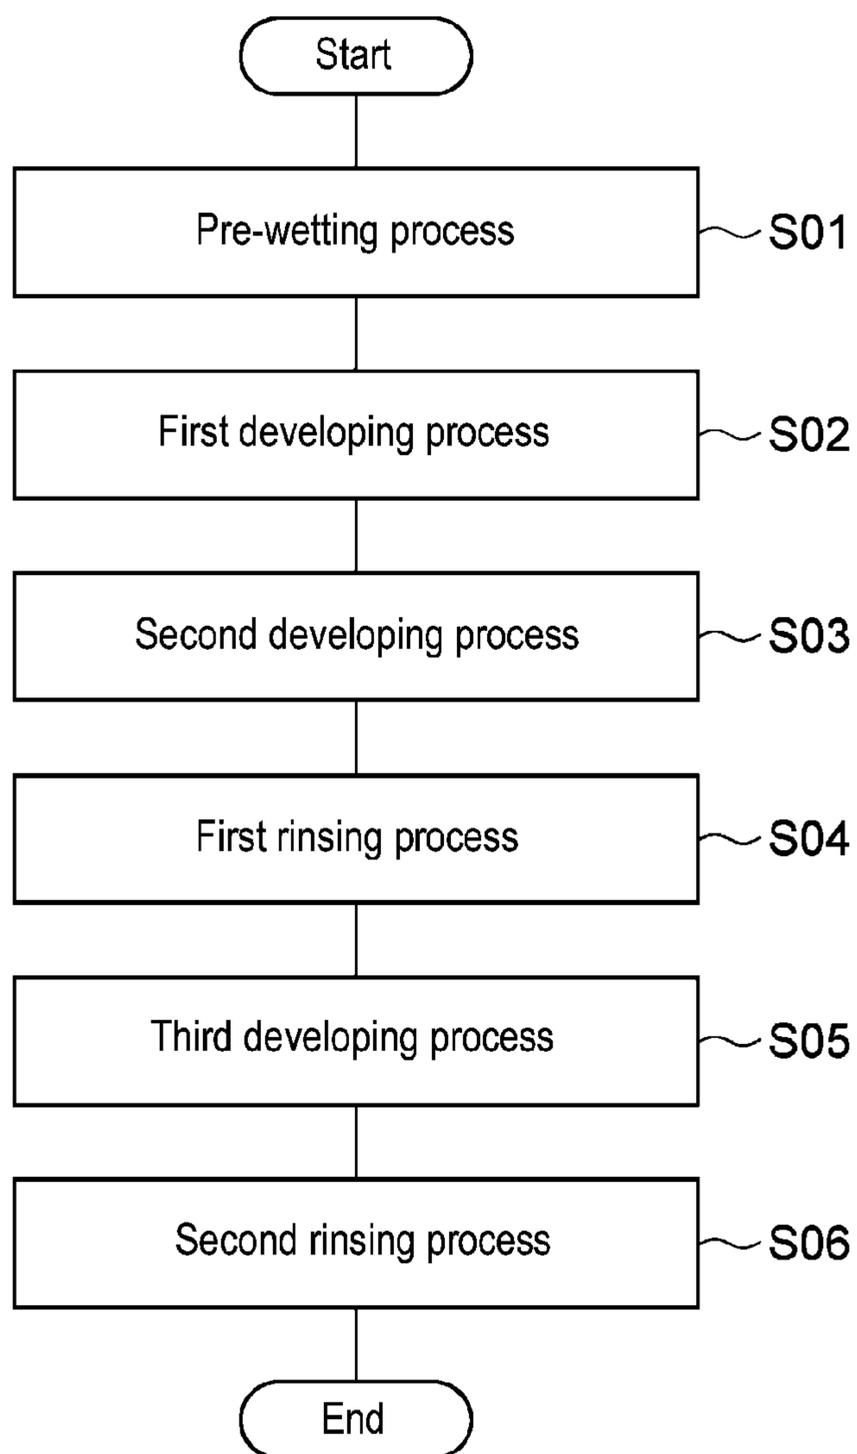 Start
Pre-wetting process
S01
First developing process
S02
Second developing process
S03
First rinsing process
S04
Third developing process
S05
Second rinsing process
S06
End